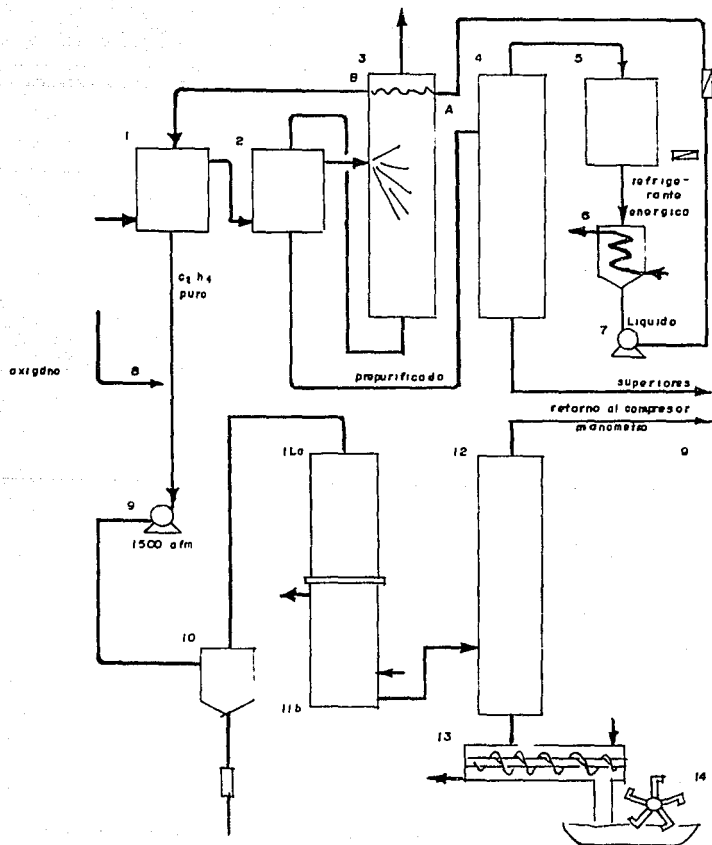 3
4
5
B
A
1
2
refrige-
rante
energica
6
c₂ h₄
puro
7
Liquido
oxigeno
8
prepurificado
superiores
retorno al compresor
manometro
9
11a
12
9
1500 atm
10
11b
13
14